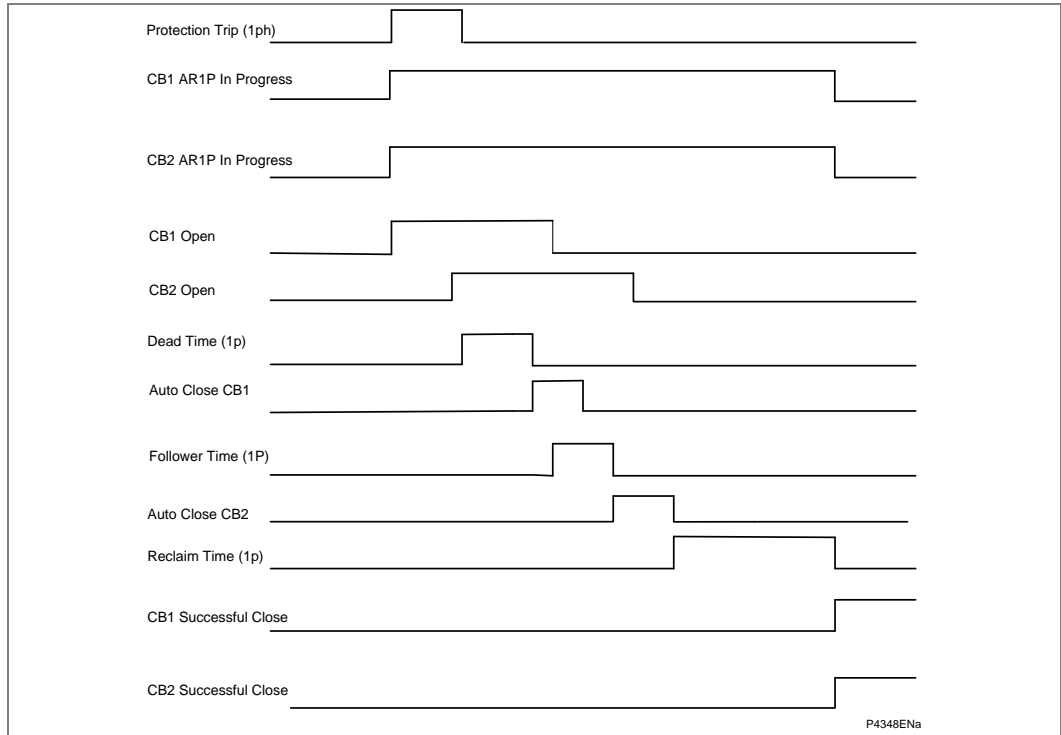 Protection Trip (1ph)
CB1 AR1P In Progress
CB2 AR1P In Progress
CB1 Open
CB2 Open
Dead Time (1p)
Auto Close CB1
Follower Time (1P)
Auto Close CB2
Reclaim Time (1p)
CB1 Successful Close
CB2 Successful Close
P4348ENa